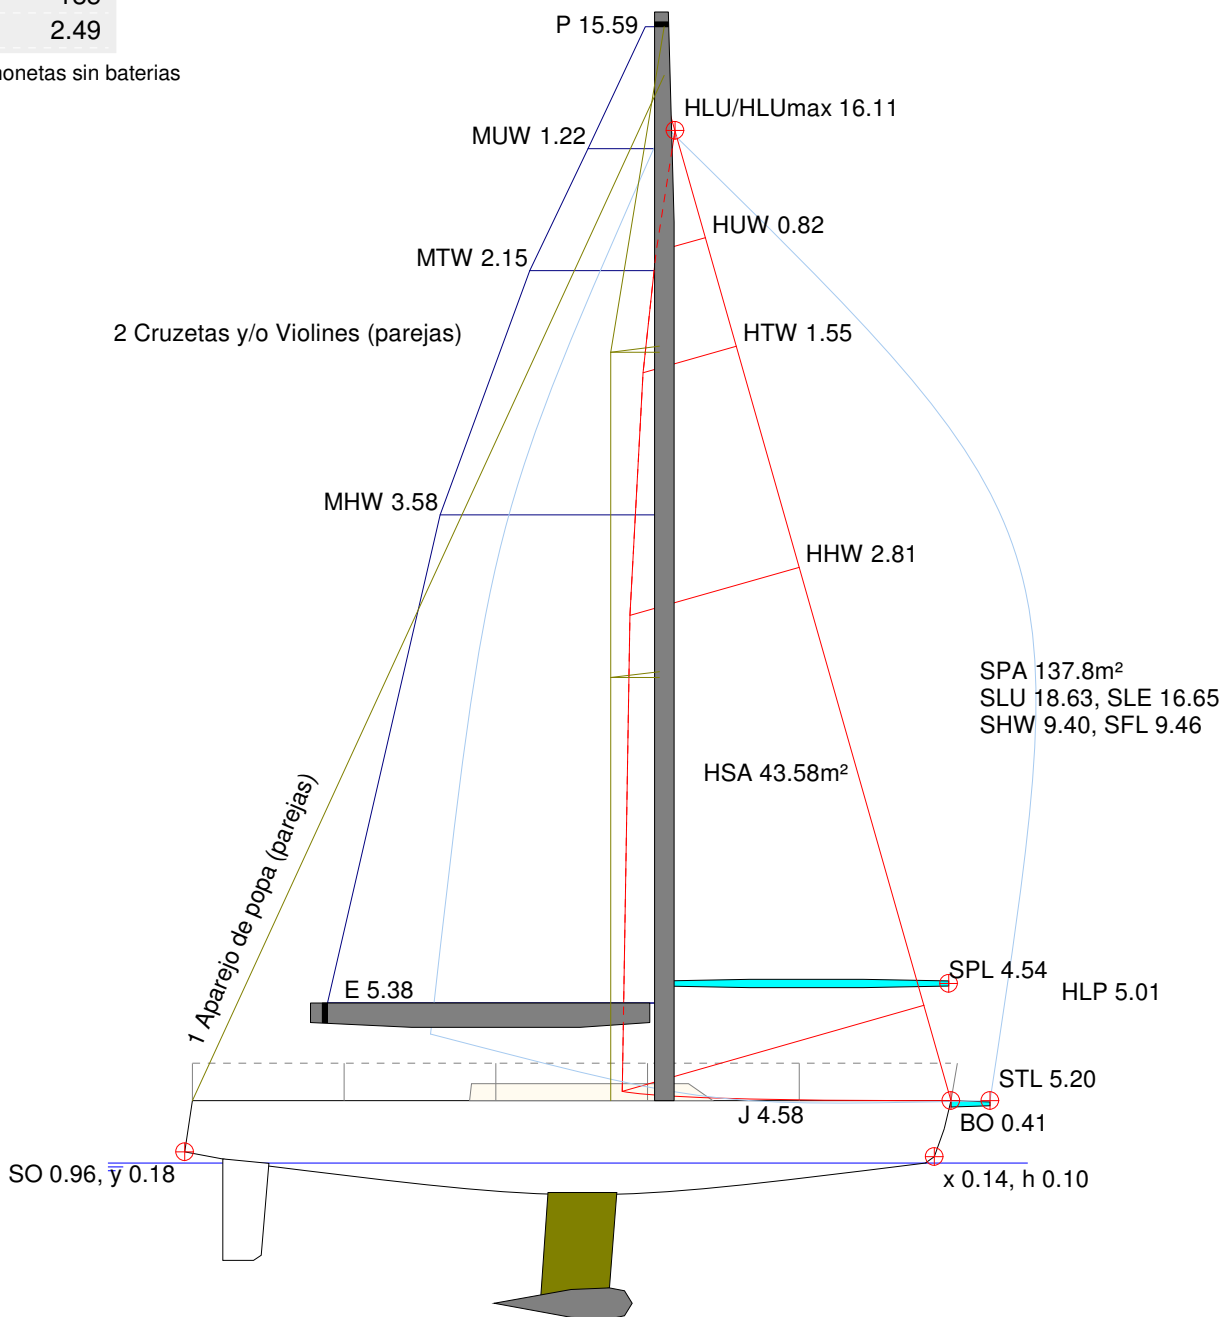 2.49
sin baterias
P 15.59
HLU/HLUmax 16.11
MUW 1.22
HUW 0.82
MTW 2.15
2 Cruzetas y/o Violines (parejas)
HTW 1.55
MHW 3.58
HHW 2.81
SPA 137.8m²
SLU 18.63, SLE 16.65
SHW 9.40, SFL 9.46
HSA 43.58m²
1 Aparejo de popa (parejas)
SPL 4.54
E 5.38
HLP 5.01
STL 5.20
J 4.58
BO 0.41
SO 0.96, y 0.18
x 0.14, h 0.10